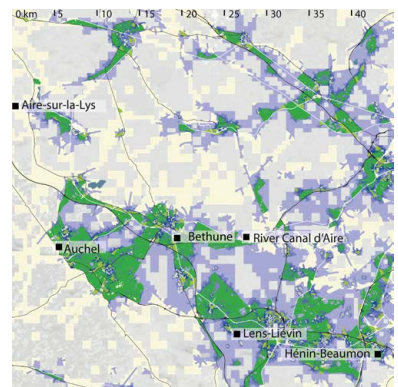 0 km 5 10 15 20 25 30 35 40
Aire-sur-la-Lys
Bethune
River Canal d'Aire
Auchel
Lens-Liévin
Hénin-Beaumon